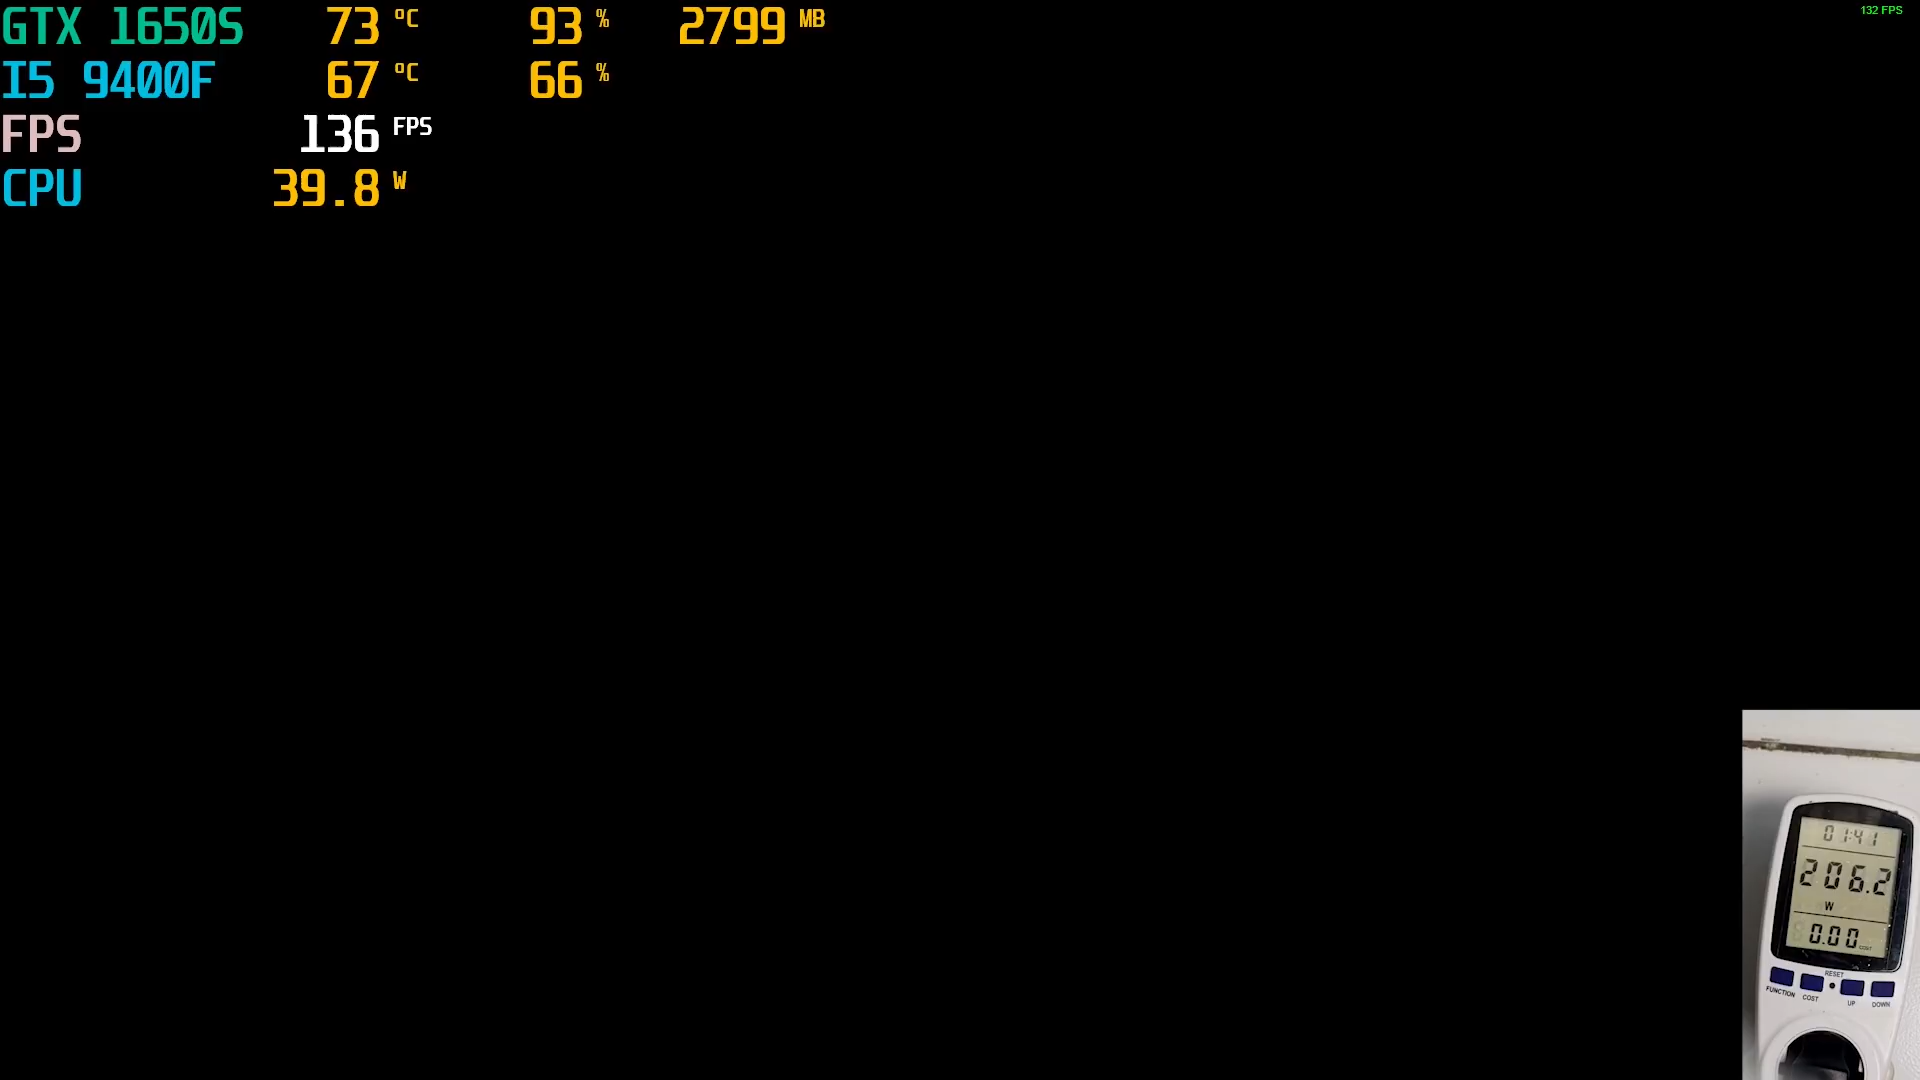 GTX 1650S 73 °C 93 % 2799 MB
132 FPS
I5 9400F 67 °C 66 %
FPS 136 FPS
CPU 39.8 W
01:41
206.2
W
0.00 COST
RESET
FUNCTION COST UP DOWN